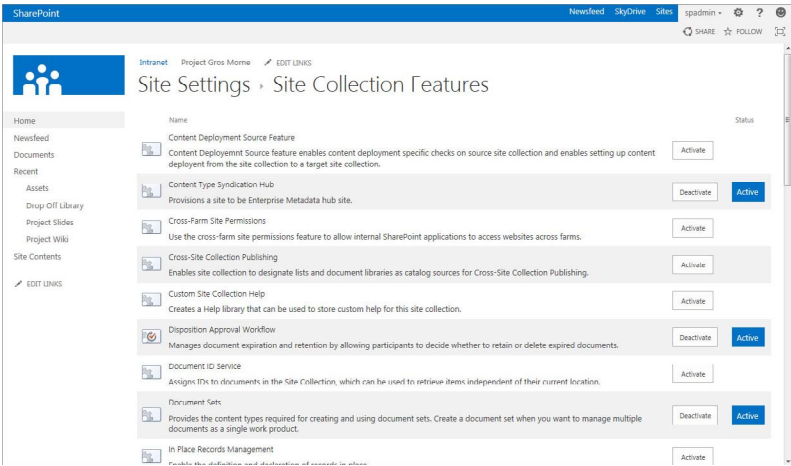 SharePoint
Newsfeed SkyDrive Sites spadmin ?
SHARE FOLLOW
Intranet Project Gros Morne EDIT LINKS
Site Settings Site Collection Features
Home
Newsfeed
Documents
Recent
Assets
Drop Off Library
Project Slides
Project Wiki
Site Contents
EDIT LINKS
Name Status
Content Deployment Source Feature
Content Deployemnt Source feature enables content deployment specific checks on source site collection and enables setting up content
deployent from the site collection to a target site collection.
Activate
Content Type Syndication Hub
Provisions a site to be Enterprise Metadata hub site.
Deactivate Active
Cross-Farm Site Permissions
Use the cross-farm site permissions feature to allow internal SharePoint applications to access websites across farms.
Activate
Cross-Site Collection Publishing
Enables site collection to designate lists and document libraries as catalog sources for Cross-Site Collection Publishing.
Activate
Custom Site Collection Help
Creates a Help library that can be used to store custom help for this site collection.
Activate
Disposition Approval Workflow
Manages document expiration and retention by allowing participants to decide whether to retain or delete expired documents.
Deactivate Active
Document ID Service
Assigns IDs to documents in the Site Collection, which can be used to retrieve items independent of their current location.
Activate
Document Sets
Provides the content types required for creating and using document sets. Create a document set when you want to manage multiple
documents as a single work product.
Deactivate Active
In Place Records Management
Enable the definition and declaration of records in place.
Activate